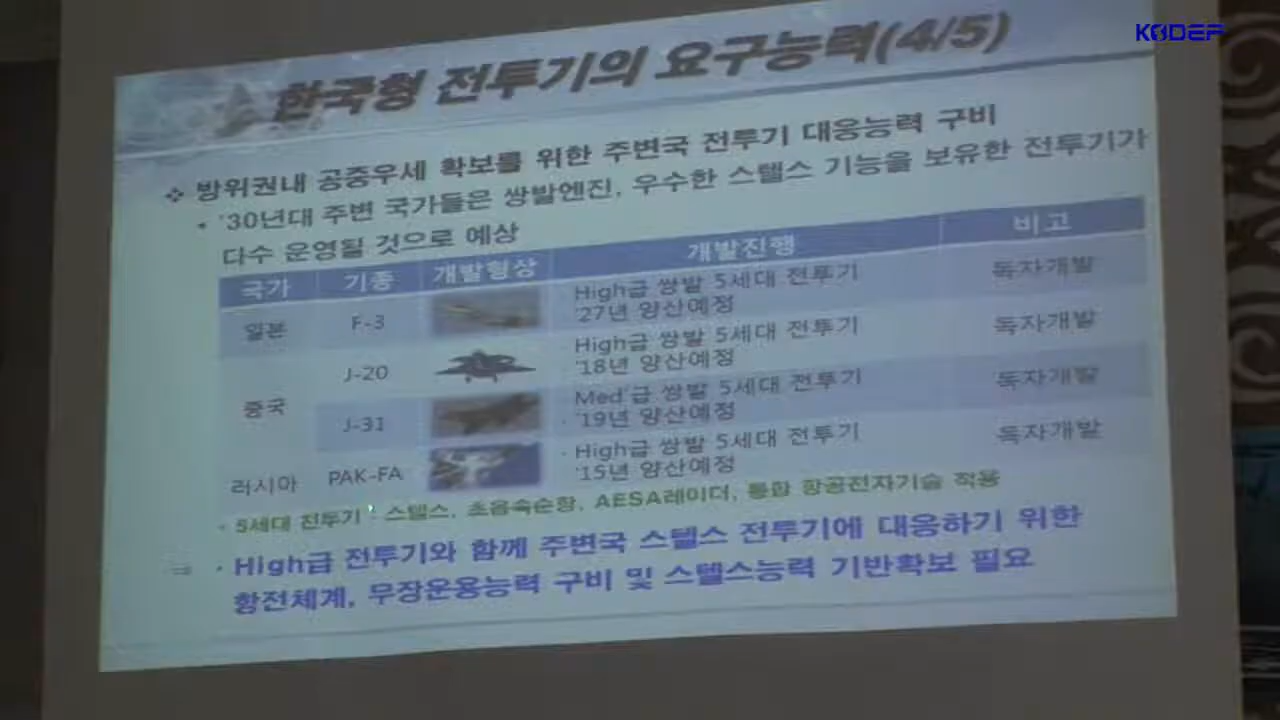 KODEF
한국형 전투기의 요구능력(4/5)
❖ 방위권내 공중우세 확보를 위한 주변국 전투기 대응능력 구비
• '30년대 주변 국가들은 쌍발엔진, 우수한 스텔스 기능을 보유한 전투기가
다수 운영될 것으로 예상
국가 기종 개발형상 개발진행 비고
일본 F-3 · High급 쌍발 5세대 전투기 독자개발
· '27년 양산예정
중국 J-20 · High급 쌍발 5세대 전투기 독자개발
· '18년 양산예정
J-31 · Med급 쌍발 5세대 전투기 독자개발
· '19년 양산예정
러시아 PAK-FA · High급 쌍발 5세대 전투기 독자개발
· '15년 양산예정
· 5세대 전투기 : 스텔스, 초음속순항, AESA레이더, 통합 항공전자기술 적용
⇒ · High급 전투기와 함께 주변국 스텔스 전투기에 대응하기 위한
항전체계, 무장운용능력 구비 및 스텔스능력 기반확보 필요